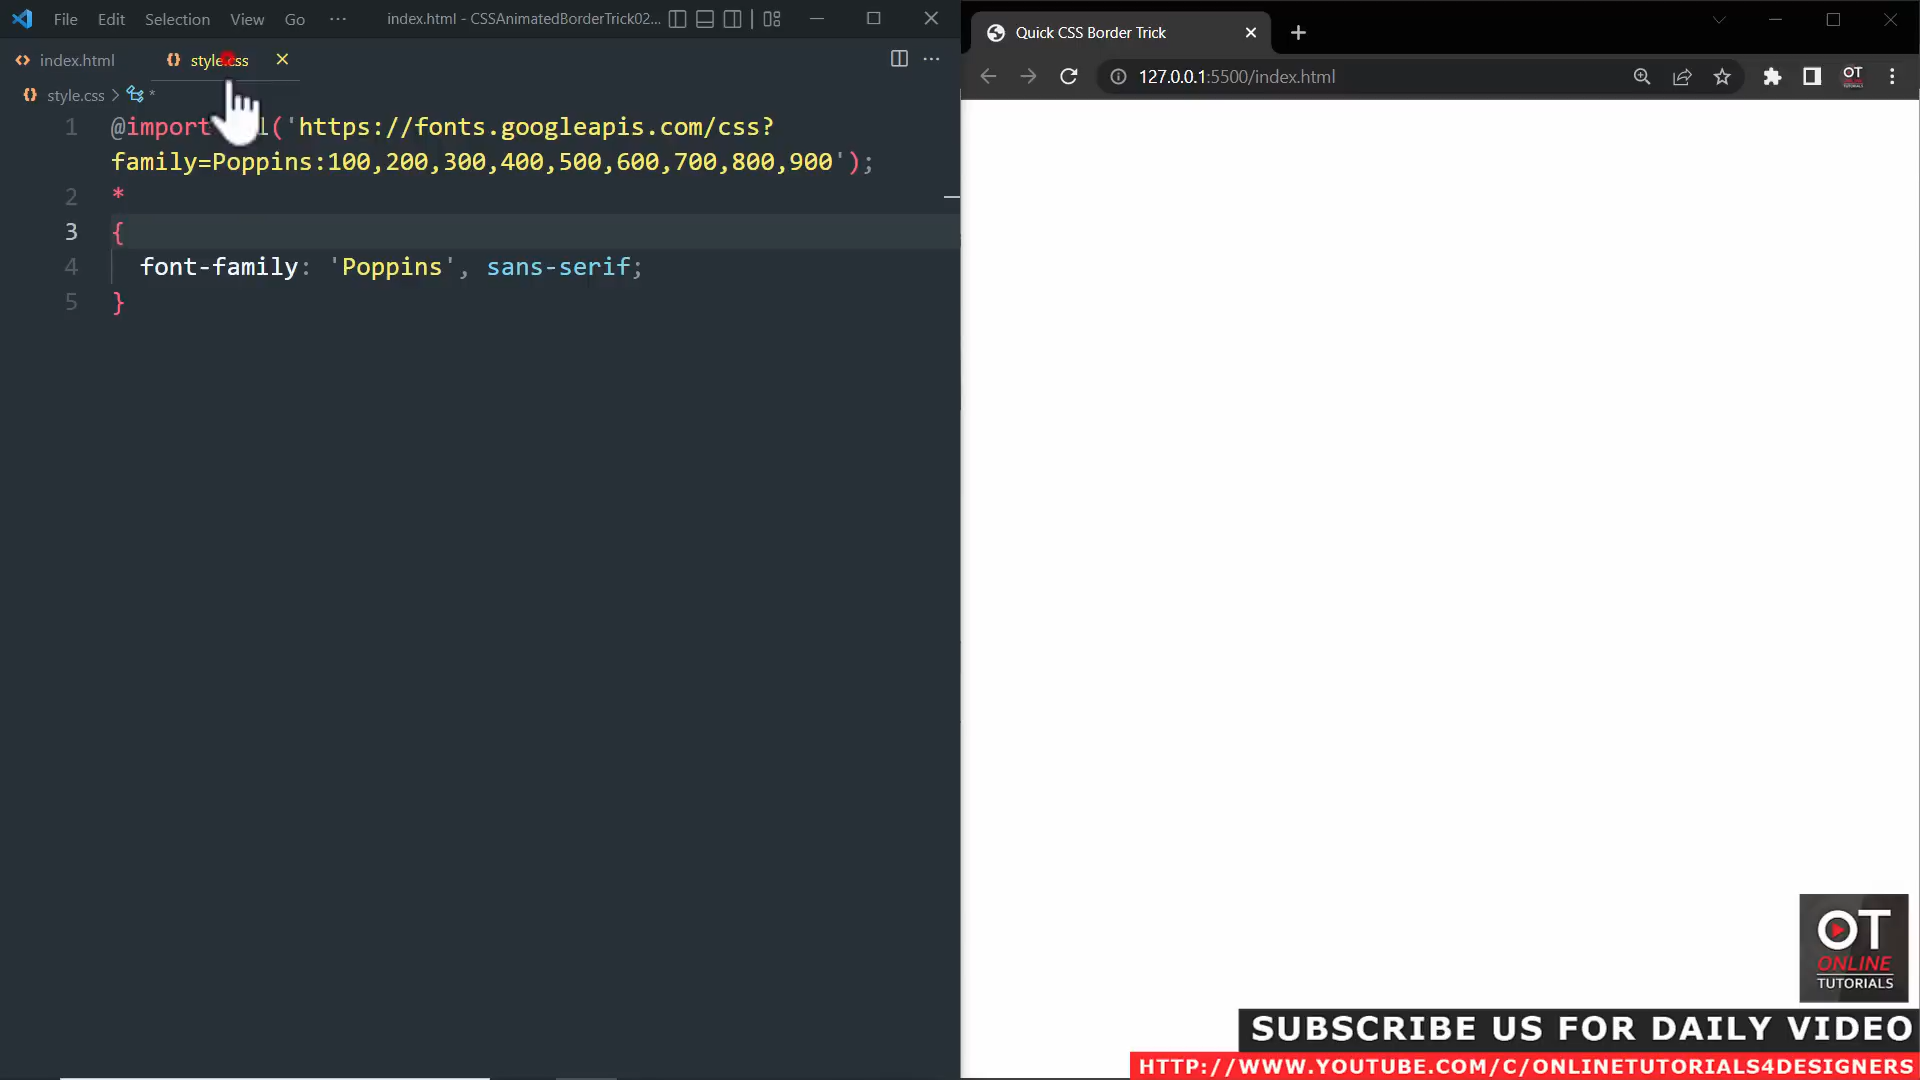 File Edit Selection View Go ··· index.html - CSSAnimatedBorderTrick02...
index.html style.css
style.css > *
1 @import url('https://fonts.googleapis.com/css?
family=Poppins:100,200,300,400,500,600,700,800,900');
2 *
3 {
4 font-family: 'Poppins', sans-serif;
5 }
Quick CSS Border Trick
127.0.0.1:5500/index.html
OT
ONLINE
TUTORIALS
SUBSCRIBE US FOR DAILY VIDEO
HTTP://WWW.YOUTUBE.COM/C/ONLINETUTORIALS4DESIGNERS